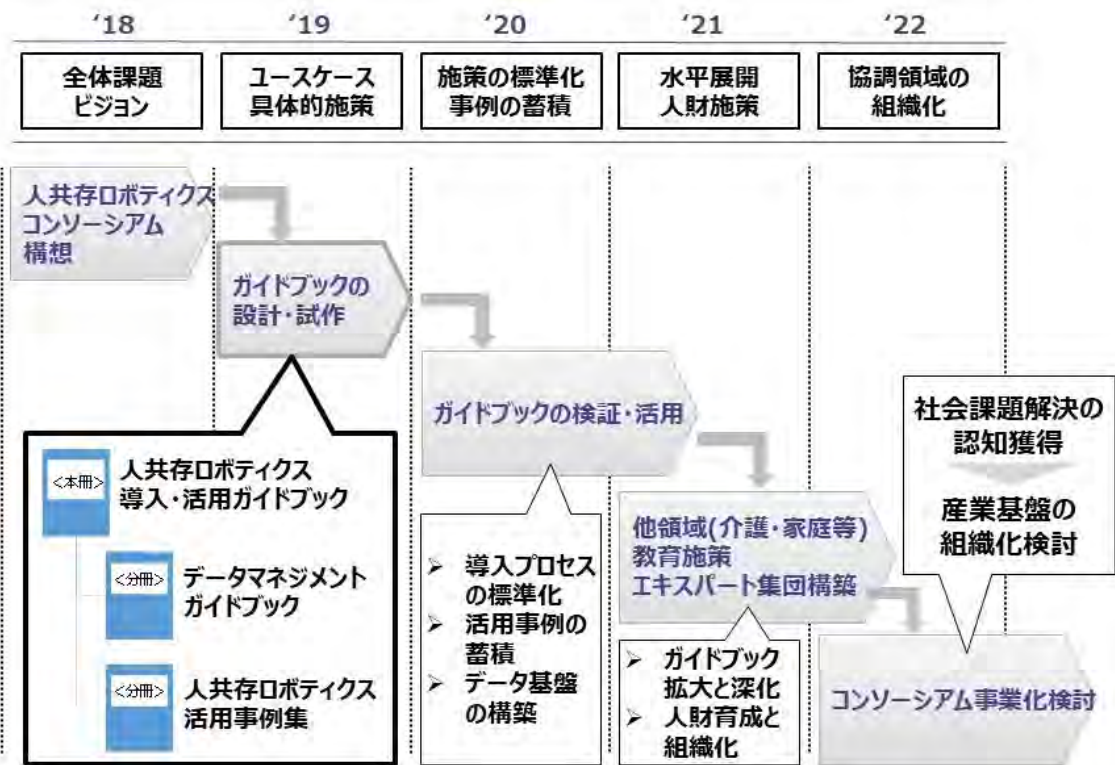 ‘18
‘19
‘20
‘21
‘22
全体課題
ビジョン
ユースケース
具体的施策
施策の標準化
事例の蓄積
水平展開
人財施策
協調領域の
組織化
人共存ロボティクス
コンソーシアム
構想
ガイドブックの
設計・試作
ガイドブックの検証・活用
他領域(介護・家庭等)
教育施策
エキスパート集団構築
コンソーシアム事業化検討
<本冊>
人共存ロボティクス
導入・活用ガイドブック
<分冊>
データマネジメント
ガイドブック
<分冊>
人共存ロボティクス
活用事例集
➢ 導入プロセス
の標準化
➢ 活用事例の
蓄積
➢ データ基盤
の構築
➢ ガイドブック
拡大と深化
➢ 人財育成と
組織化
社会課題解決の
認知獲得
産業基盤の
組織化検討